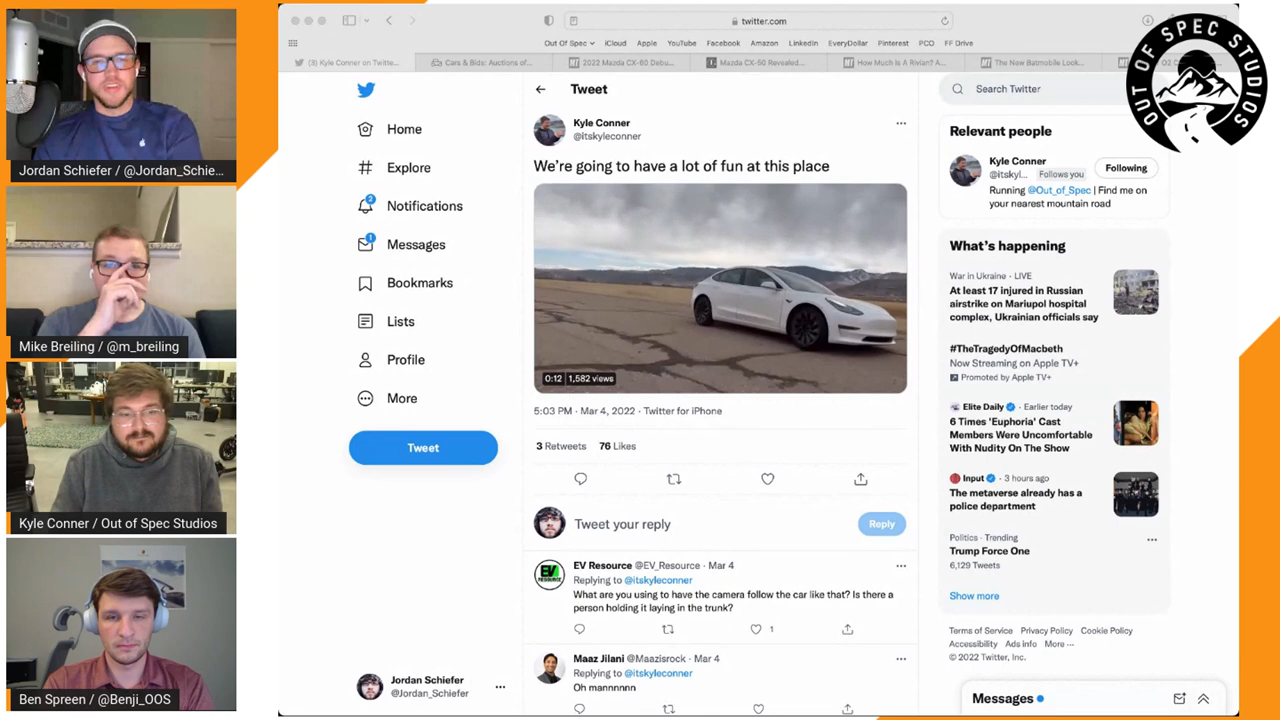 Jordan Schiefer / @Jordan_Schie...
Mike Breiling / @m_breiling
Kyle Conner / Out of Spec Studios
Ben Spreen / @Benji_OOS
twitter.com
Out Of Spec
iCloud
Apple
YouTube
Facebook
Amazon
LinkedIn
EveryDollar
Pinterest
PCO
FF Drive
(3) Kyle Conner on Twitte...
Cars & Bids: Auctions of...
2022 Mazda CX-60 Debu...
Mazda CX-50 Revealed...
How Much Is A Rivian? A...
The New Batmobile Look...
OUT OF SPEC STUDIOS
Home
Explore
2
Notifications
1
Messages
Bookmarks
Lists
Profile
More
Tweet
Jordan Schiefer
@Jordan_Schiefer
Tweet
Kyle Conner
@itskyleconner
We're going to have a lot of fun at this place
0:12 1,582 views
5:03 PM · Mar 4, 2022 · Twitter for iPhone
3 Retweets 76 Likes
Tweet your reply
Reply
EV RESOURCE
EV Resource @EV_Resource · Mar 4
Replying to @itskyleconner
What are you using to have the camera follow the car like that? Is there a
person holding it laying in the trunk?
1
Maaz Jilani @Maazisrock · Mar 4
Replying to @itskyleconner
Oh mannnnnn
Search Twitter
Relevant people
Kyle Conner
@itskyl... Follows you
Following
Running @Out_of_Spec | Find me on
your nearest mountain road
What's happening
War in Ukraine · LIVE
At least 17 injured in Russian
airstrike on Mariupol hospital
complex, Ukrainian officials say
#TheTragedyOfMacbeth
Now Streaming on Apple TV+
Promoted by Apple TV+
Elite Daily · Earlier today
6 Times 'Euphoria' Cast
Members Were Uncomfortable
With Nudity On The Show
Input · 3 hours ago
The metaverse already has a
police department
Politics · Trending
Trump Force One
6,129 Tweets
Show more
Terms of Service Privacy Policy Cookie Policy
Accessibility Ads info More ...
© 2022 Twitter, Inc.
Messages